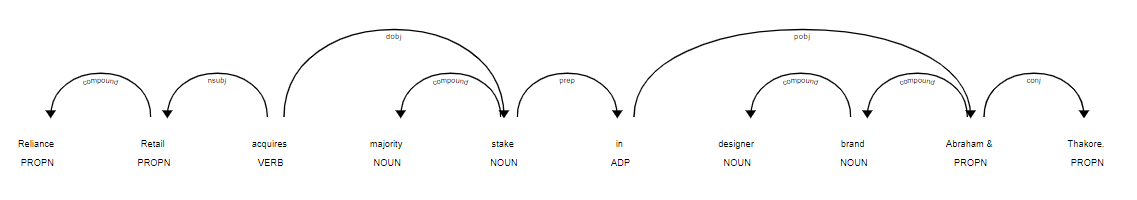 dobj pobj
compound nsubj compound prep compound compound conj
Reliance Retail acquires majority stake in designer brand Abraham & Thakore.
PROPN PROPN VERB NOUN NOUN ADP NOUN NOUN PROPN PROPN